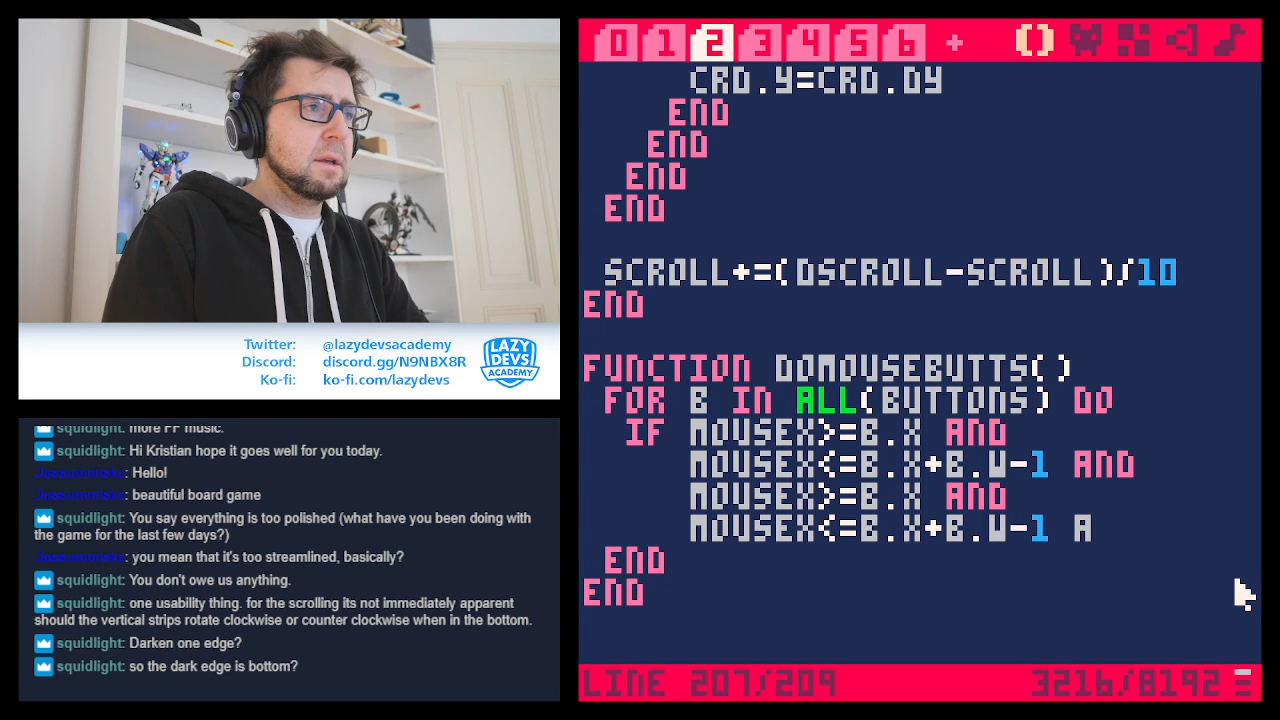 Twitter: @lazydevsacademy
Discord: discord.gg/N9NBX8R
Ko-fi: ko-fi.com/lazydevs
LAZY
DEVS
ACADEMY
squidlight: more FF music.
squidlight: Hi Kristian hope it goes well for you today.
: Hello!
: beautiful board game
squidlight: You say everything is too polished (what have you been doing with
the game for the last few days?)
: you mean that it's too streamlined, basically?
squidlight: You don't owe us anything.
squidlight: one usability thing. for the scrolling its not immediately apparent
should the vertical strips rotate clockwise or counter clockwise when in the bottom.
squidlight: Darken one edge?
squidlight: so the dark edge is bottom?
0 1 2 3 4 5 6 + ()
CRD.Y=CRD.DY
END
END
END
END
SCROLL+=(DSCROLL-SCROLL)/10
END
FUNCTION DOMOUSEBUTTS()
FOR B IN ALL(BUTTONS) DO
IF MOUSEX>=B.X AND
MOUSEX<=B.X+B.W-1 AND
MOUSEX>=B.X AND
MOUSEX<=B.X+B.W-1 A
END
END
LINE 207/209 3216/8192